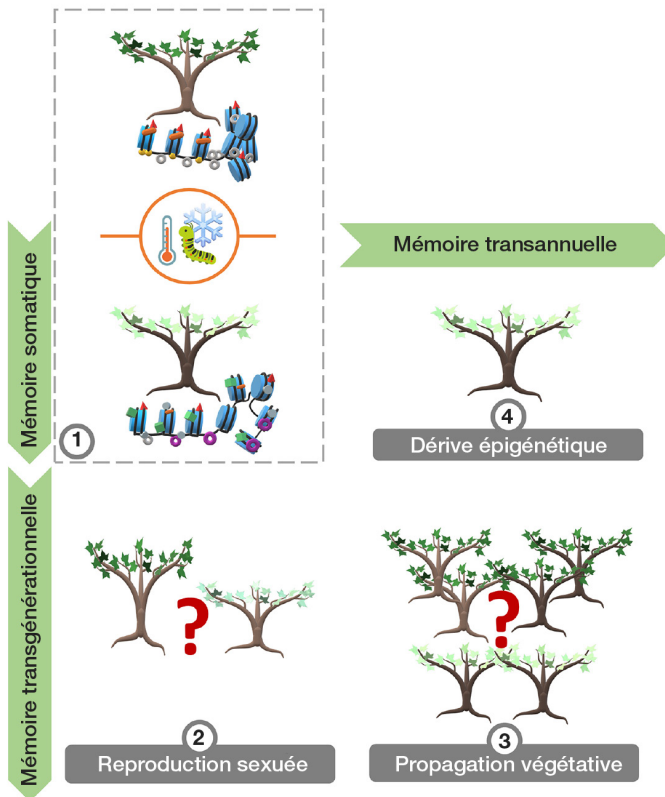 Mémoire somatique
1
Mémoire transannuelle
4
Dérive épigénétique
Mémoire transgénérationnelle
?
2
Reproduction sexuée
?
3
Propagation végétative